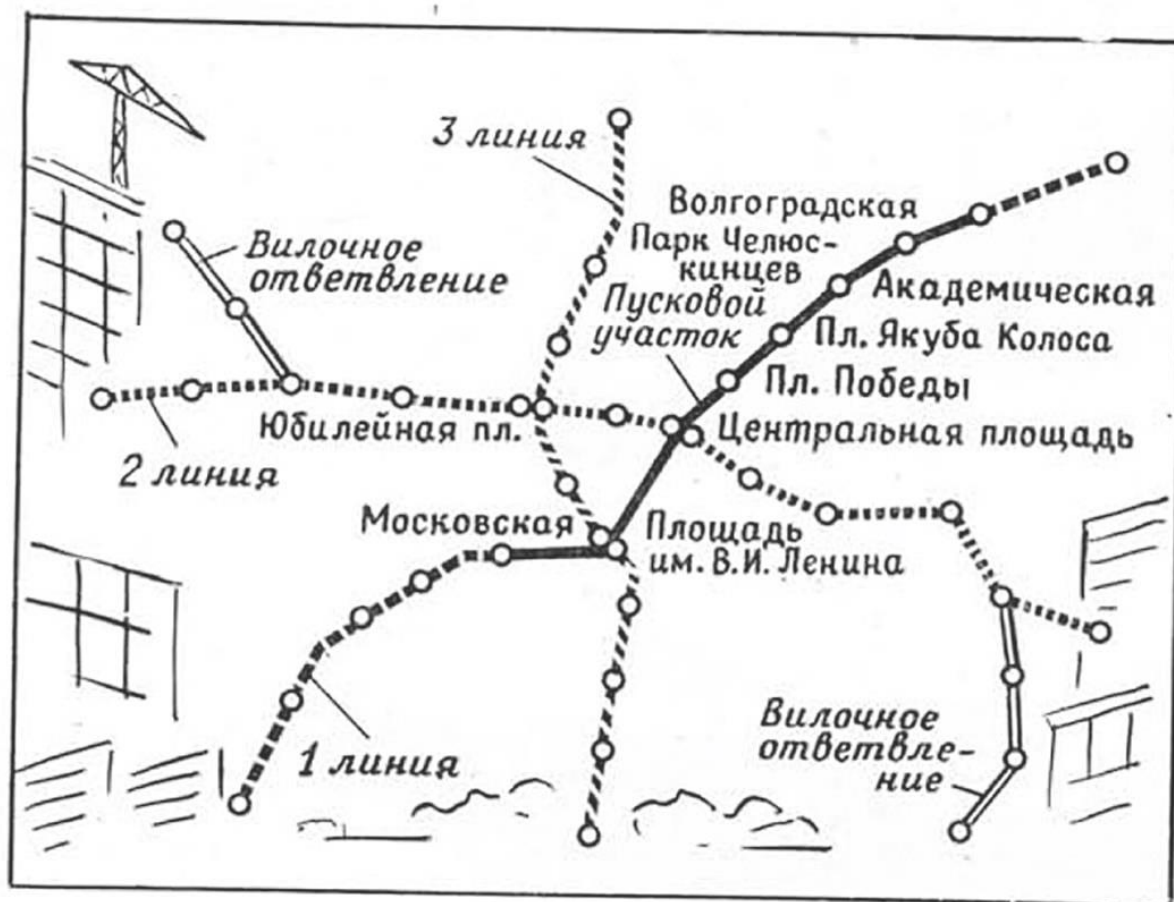 3 линия
Волгоградская
Парк Челюс-
кинцев
Вилочное
ответвление
Пусковой
участок
Академическая
Пл. Якуба Коласа
Пл. Победы
Юбилейная пл.
Центральная площадь
2 линия
Московская
Площадь
им. В.И. Ленина
1 линия
Вилочное
ответвле-
ние